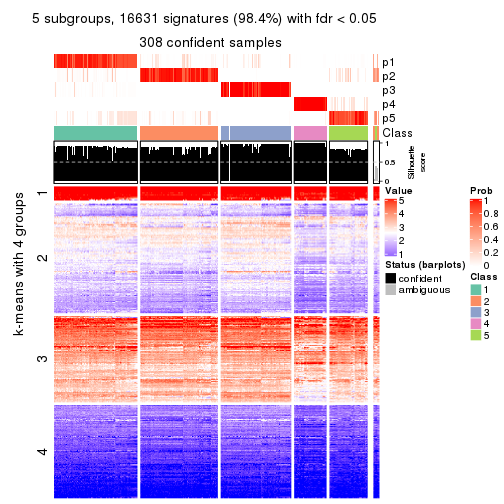 5 subgroups, 16631 signatures (98.4%) with fdr < 0.05
308 confident samples
p1
p2
p3
p4
p5
Class
1
0.5
0
Silhouette
score
k-means with 4 groups
1
2
3
4
Value
5
4
3
2
1
Status (barplots)
confident
ambiguous
Prob
1
0.8
0.6
0.4
0.2
0
Class
1
2
3
4
5